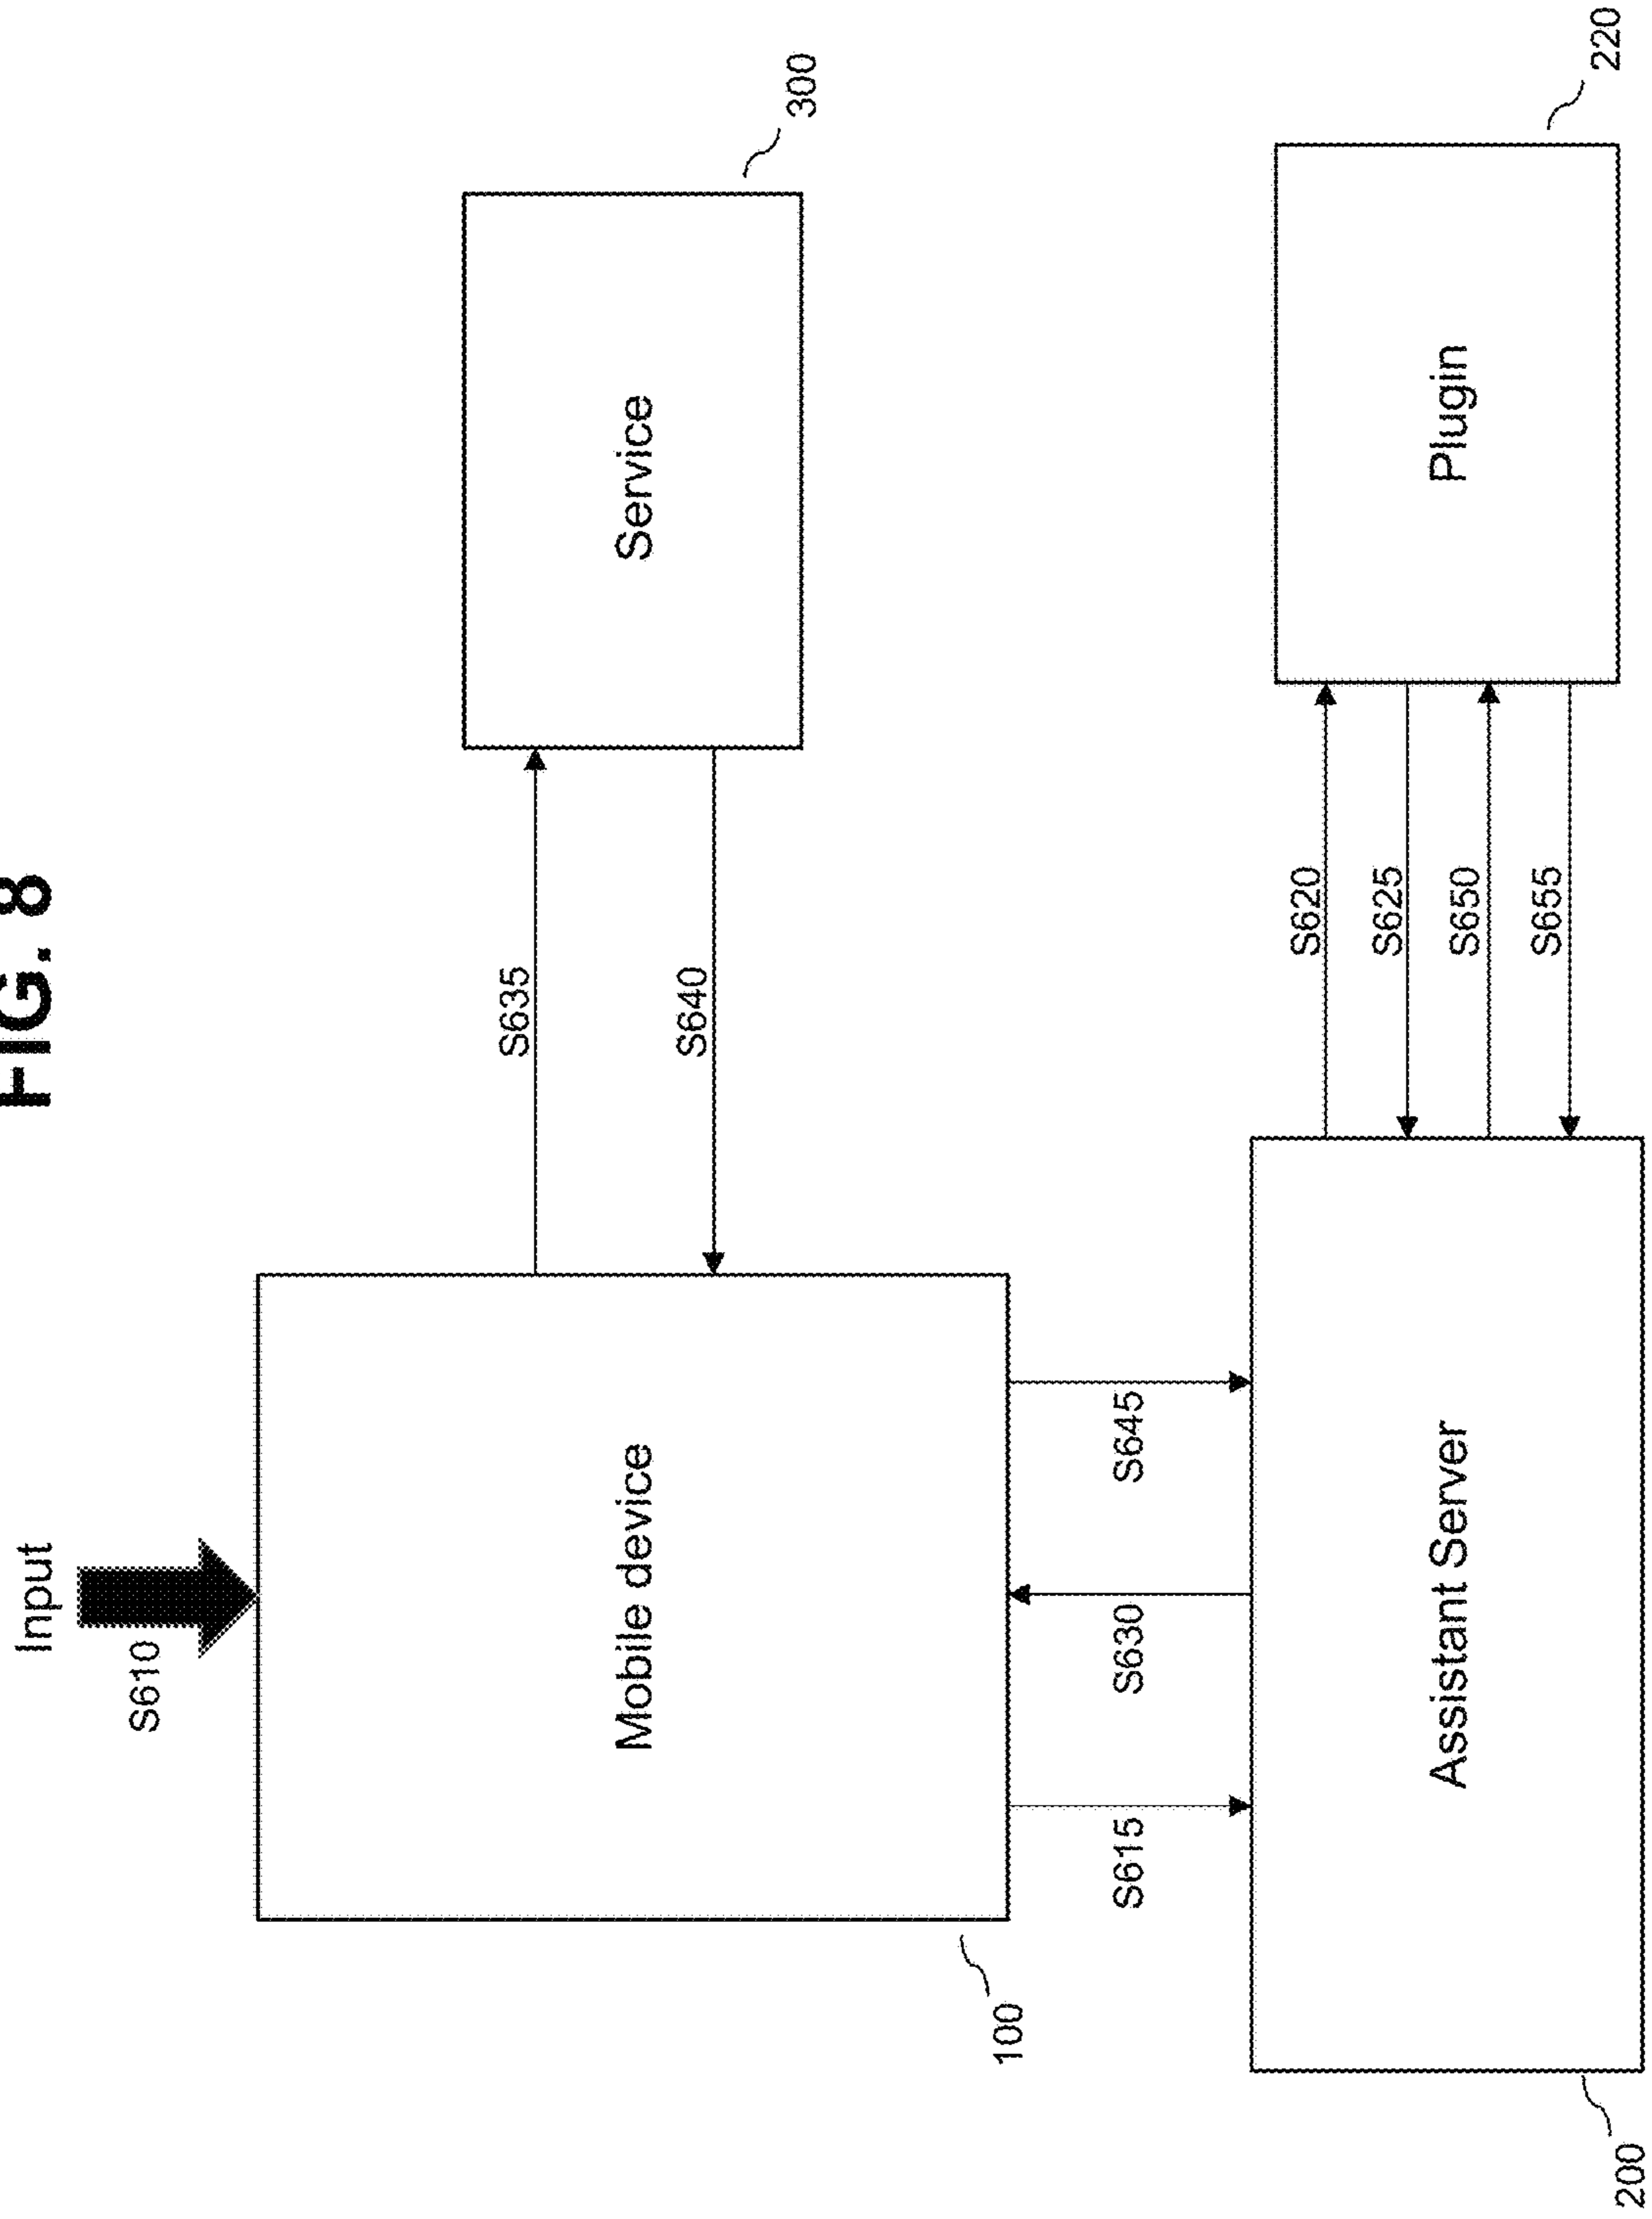 FIG. 8
Input
S610
Mobile device
100
S635
S640
Service
300
S615
S630
S645
Assistant Server
200
S620
S625
S650
S655
Plugin
220